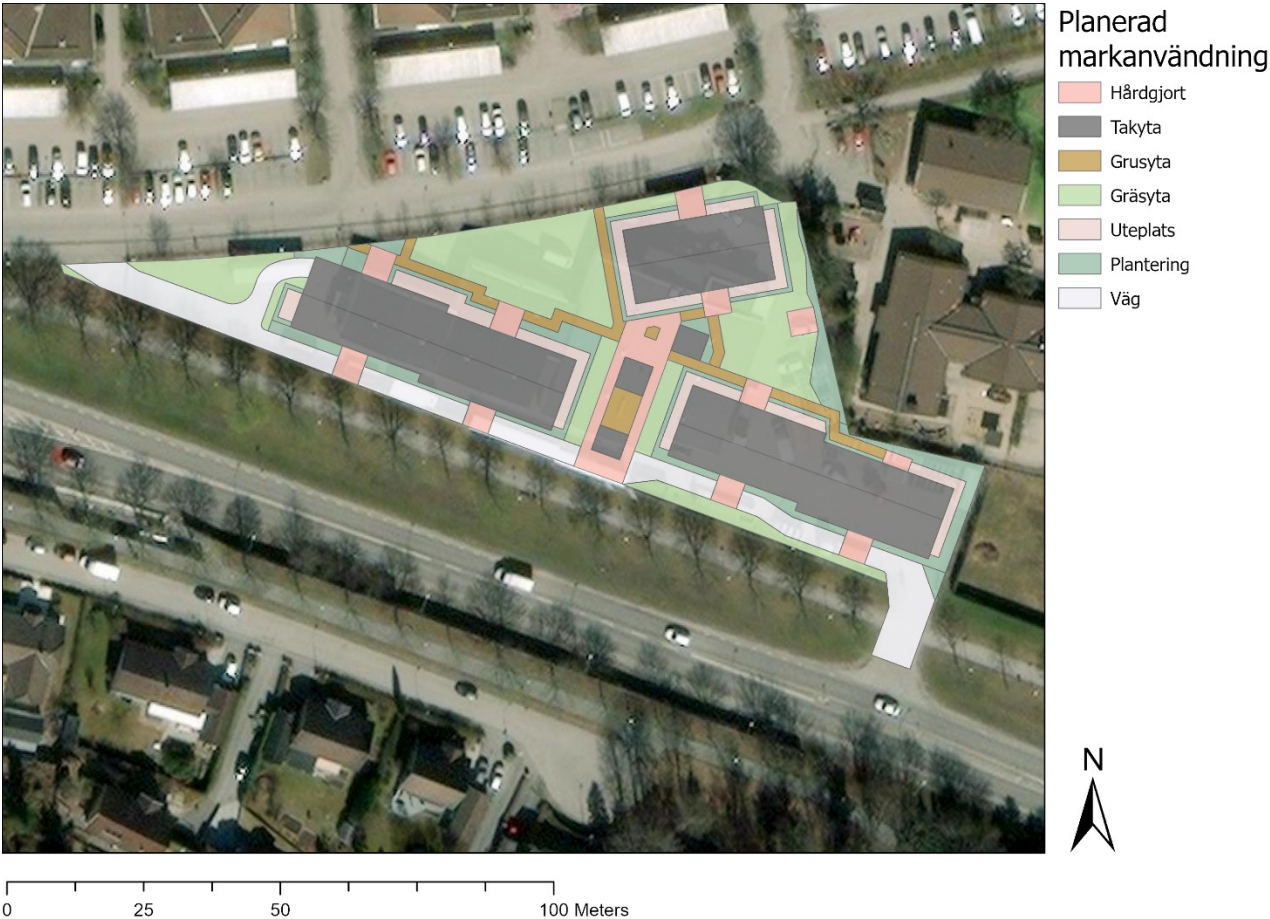 Planerad
markanvändning
Hårdgjort
Takyta
Grusyta
Gräsyta
Uteplats
Plantering
Väg
N
0 25 50 100 Meters